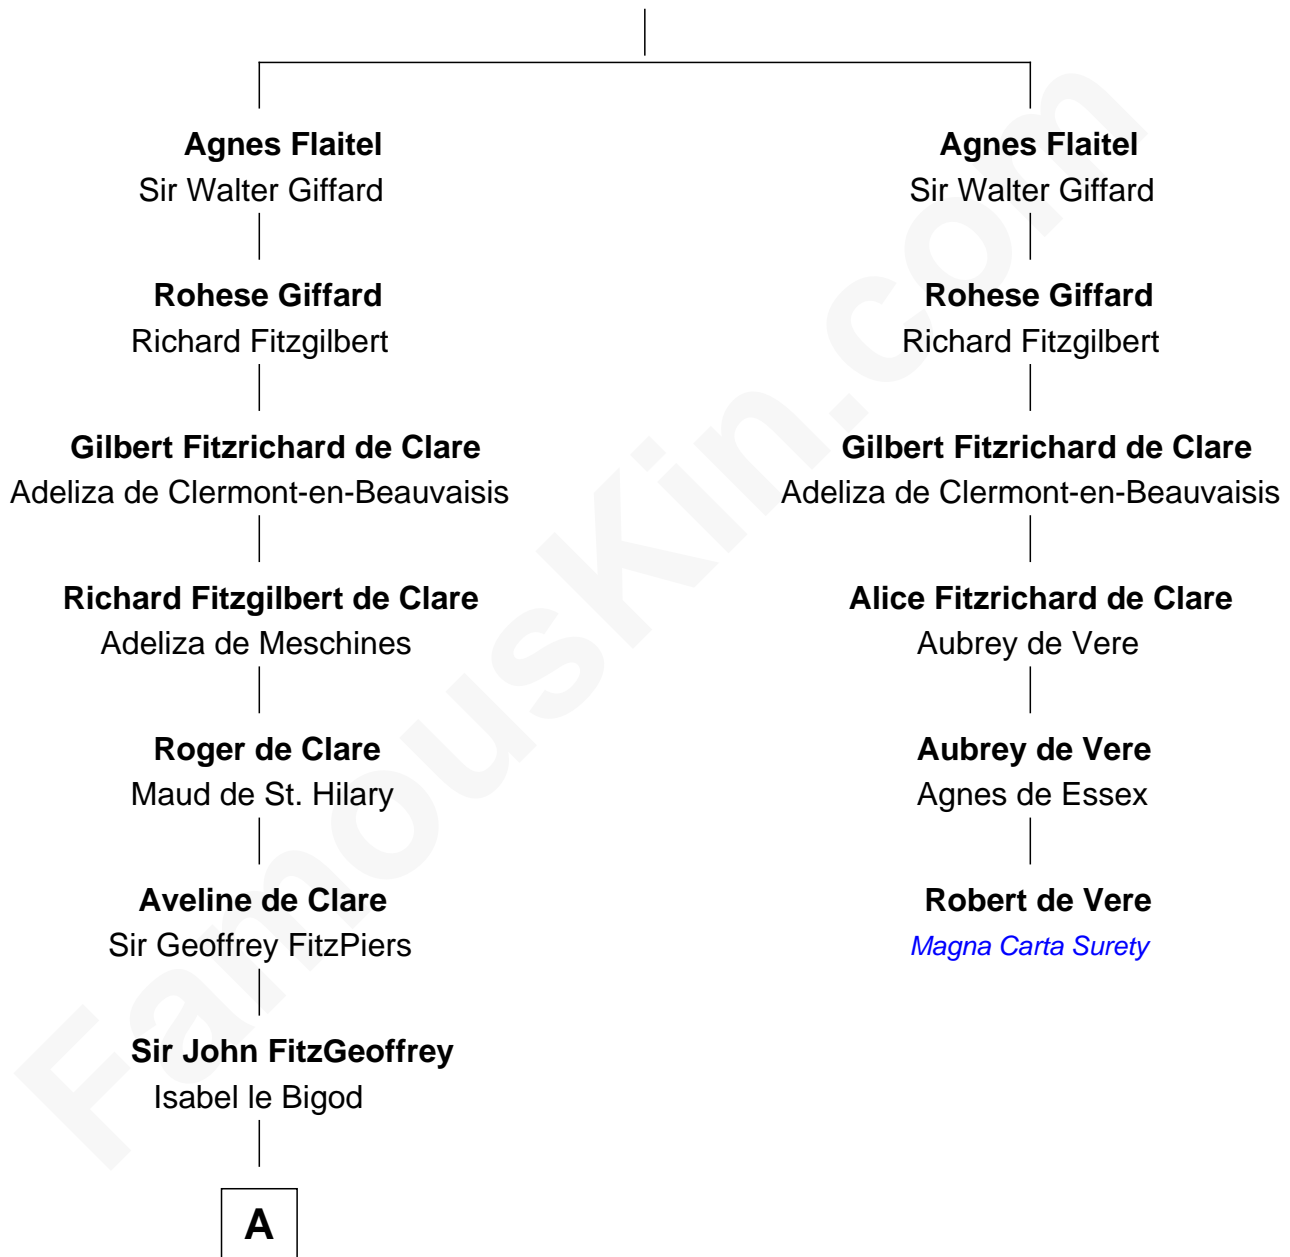 Agnes Flaitel
Sir Walter Giffard
Rohese Giffard
Richard Fitzgilbert
Gilbert Fitzrichard de Clare
Adeliza de Clermont-en-Beauvaisis
Richard Fitzgilbert de Clare
Adeliza de Meschines
Roger de Clare
Maud de St. Hilary
Aveline de Clare
Sir Geoffrey FitzPiers
Sir John FitzGeoffrey
Isabel le Bigod
A
Agnes Flaitel
Sir Walter Giffard
Rohese Giffard
Richard Fitzgilbert
Gilbert Fitzrichard de Clare
Adeliza de Clermont-en-Beauvaisis
Alice Fitzrichard de Clare
Aubrey de Vere
Aubrey de Vere
Agnes de Essex
Robert de Vere
Magna Carta Surety
FamousKin.com